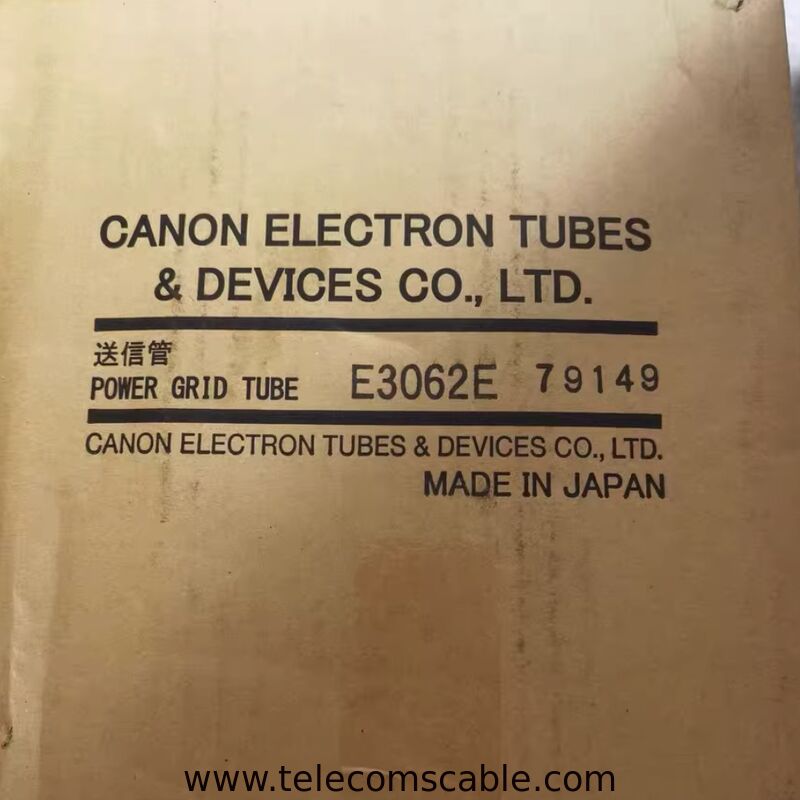 CANON ELECTRON TUBES
& DEVICES CO., LTD.
送信管
POWER GRID TUBE E3062E 79149
CANON ELECTRON TUBES & DEVICES CO., LTD.
MADE IN JAPAN
www.telecomscable.com